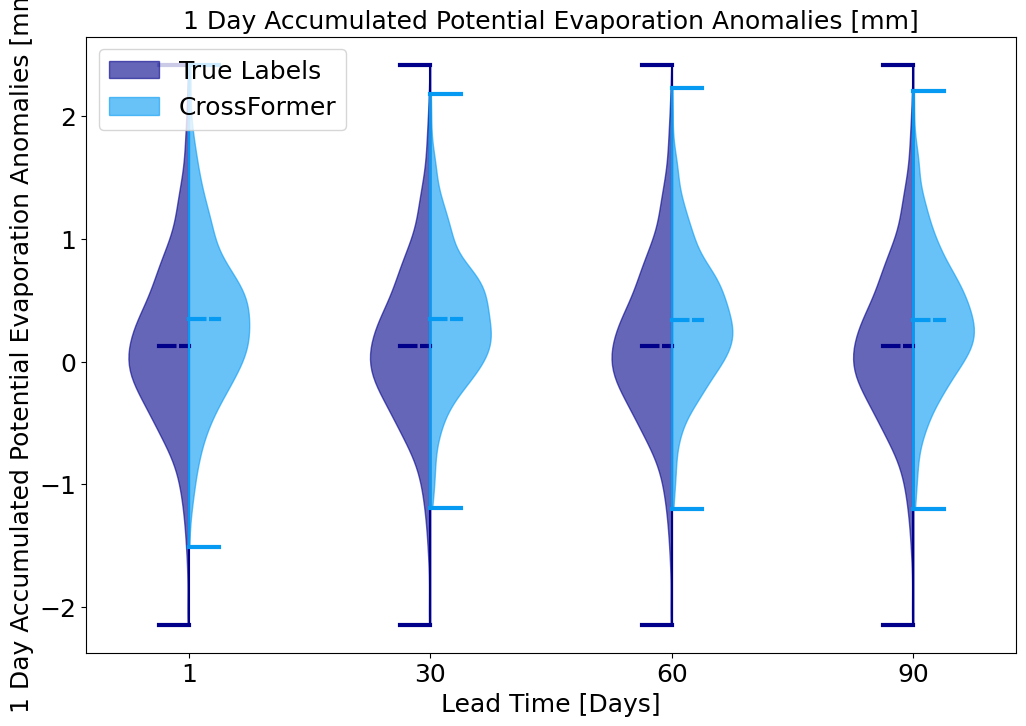 1 Day Accumulated Potential Evaporation Anomalies [mm]
1 Day Accumulated Potential Evaporation Anomalies [mm
True Labels
CrossFormer
2
1
0
−1
−2
1
30
60
90
Lead Time [Days]